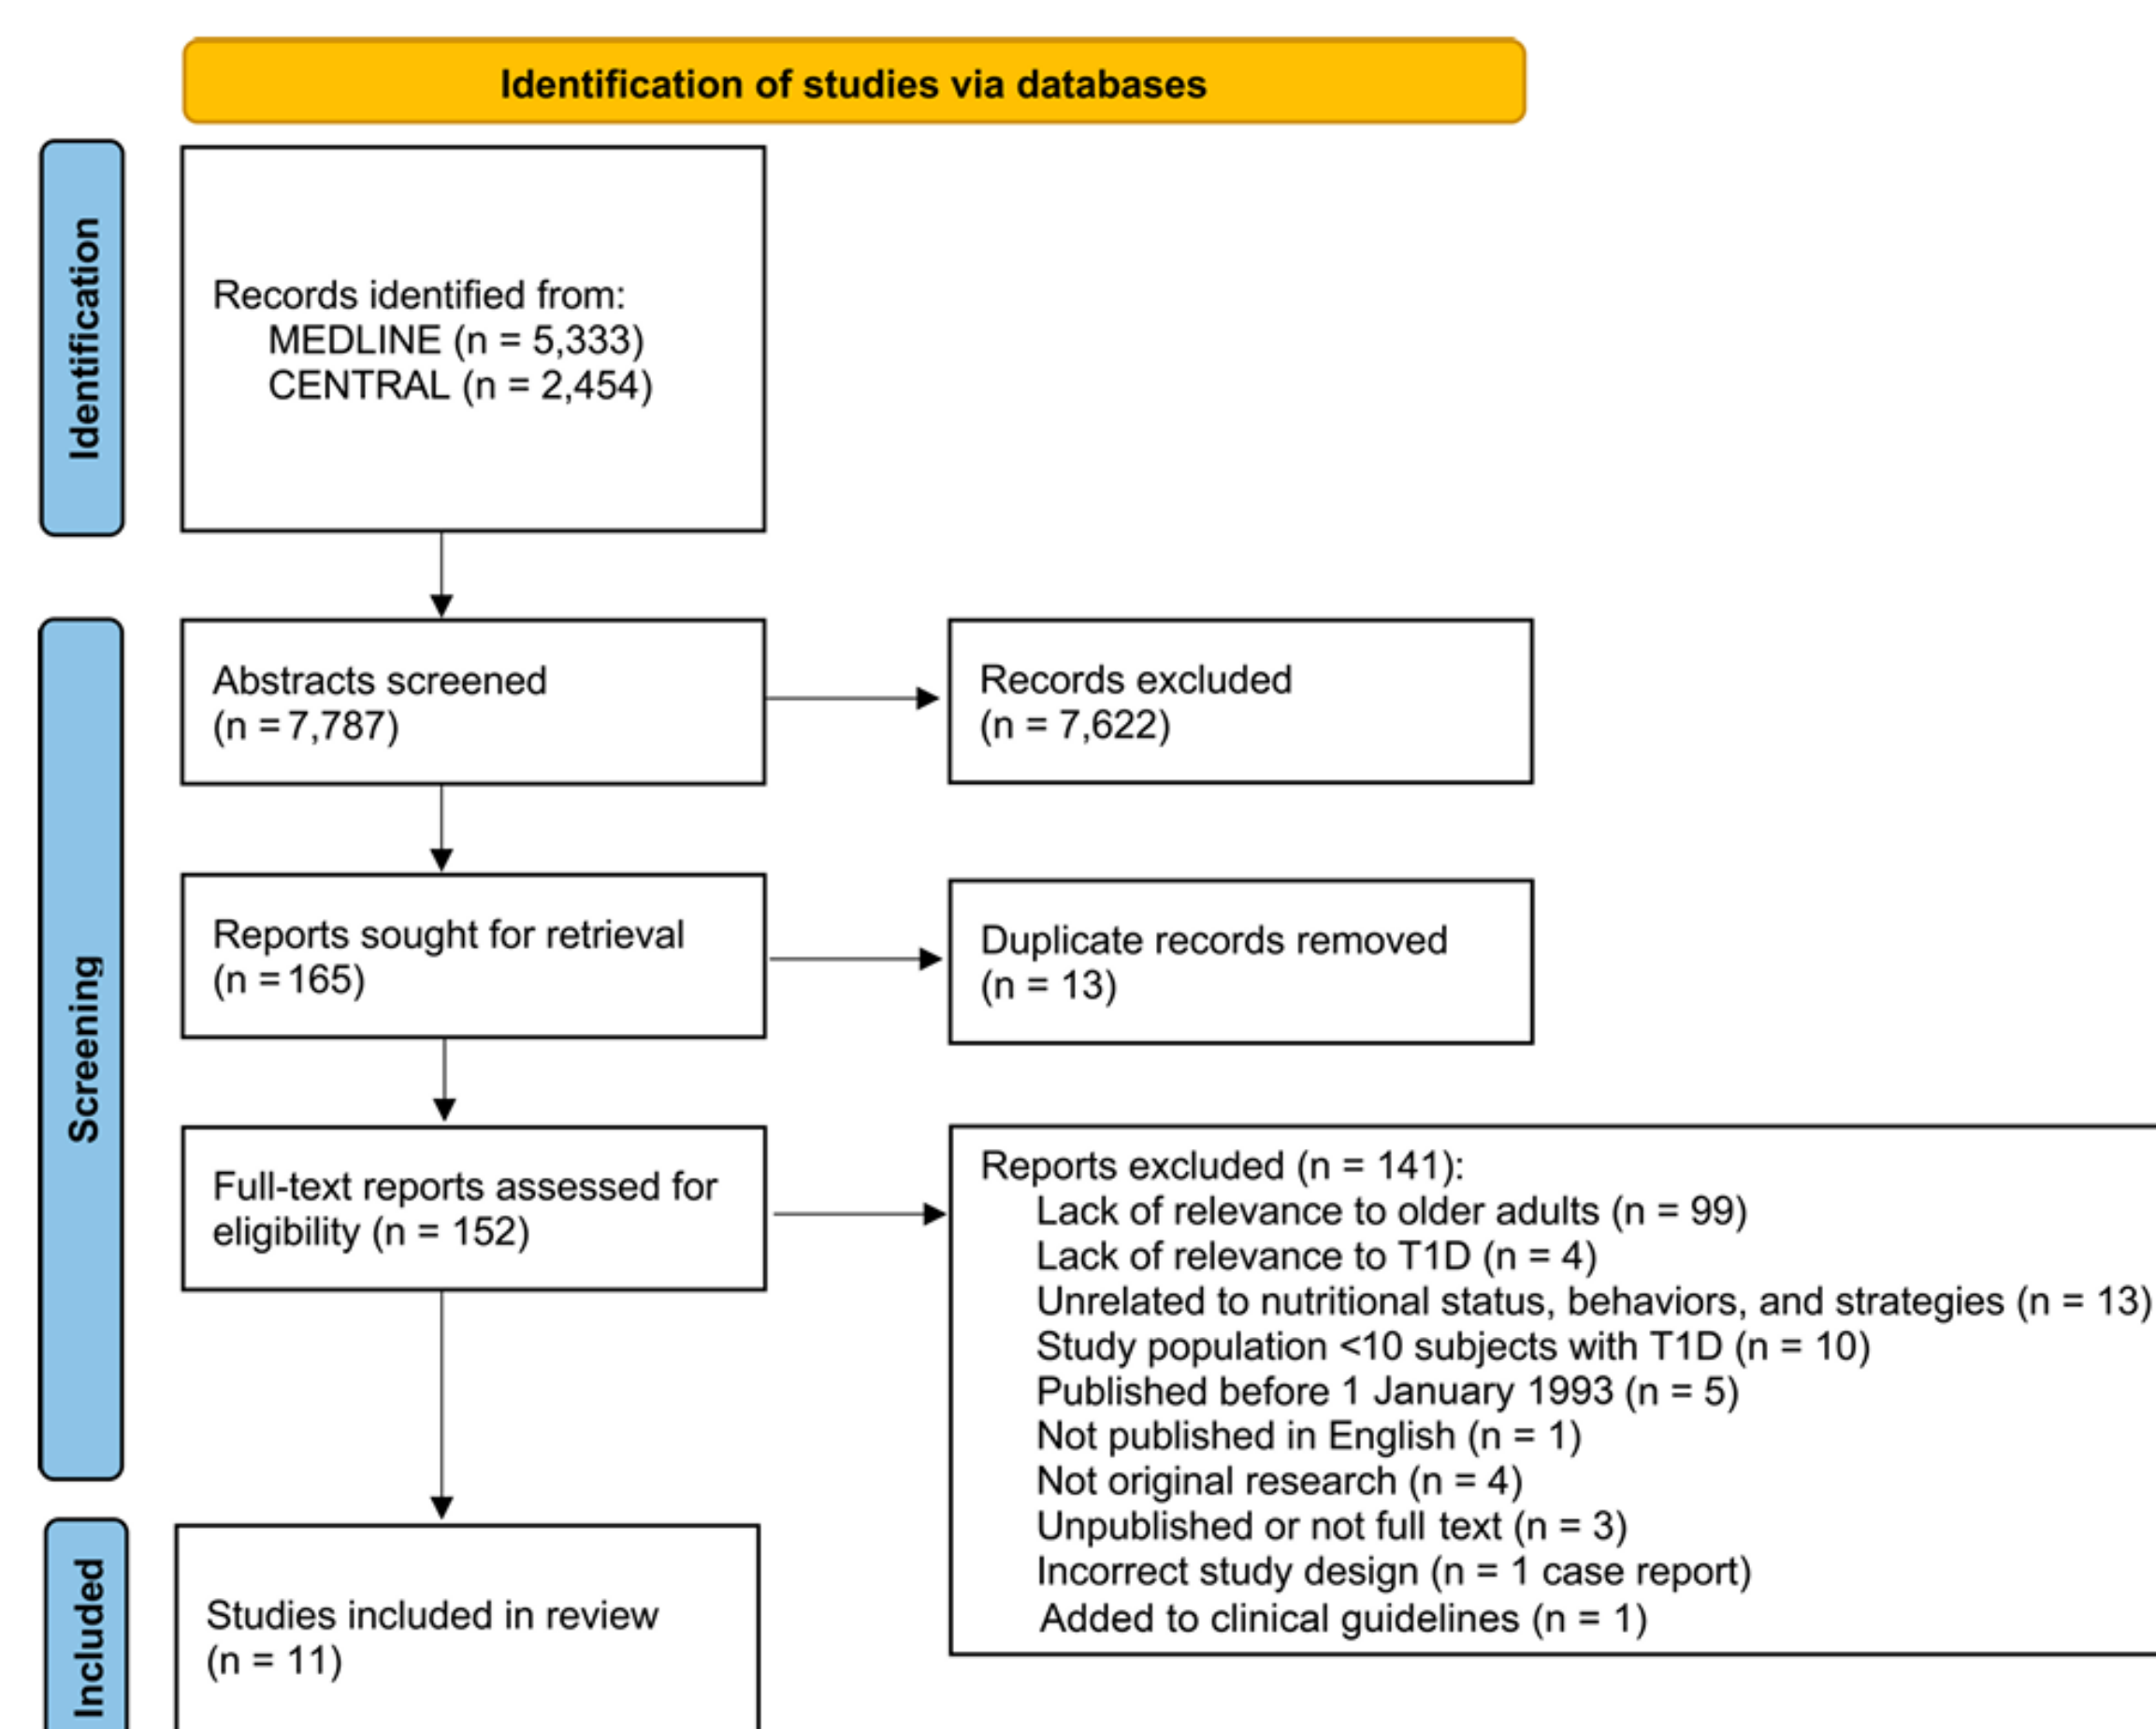 Identification of studies via databases
Identification
Records identified from:
MEDLINE (n = 5,333)
CENTRAL (n = 2,454)
Screening
Abstracts screened
(n = 7,787)
Records excluded
(n = 7,622)
Reports sought for retrieval
(n = 165)
Duplicate records removed
(n = 13)
Full-text reports assessed for
eligibility (n = 152)
Reports excluded (n = 141):
Lack of relevance to older adults (n = 99)
Lack of relevance to T1D (n = 4)
Unrelated to nutritional status, behaviors, and strategies (n = 13)
Study population <10 subjects with T1D (n = 10)
Published before 1 January 1993 (n = 5)
Not published in English (n = 1)
Not original research (n = 4)
Unpublished or not full text (n = 3)
Incorrect study design (n = 1 case report)
Added to clinical guidelines (n = 1)
Included
Studies included in review
(n = 11)